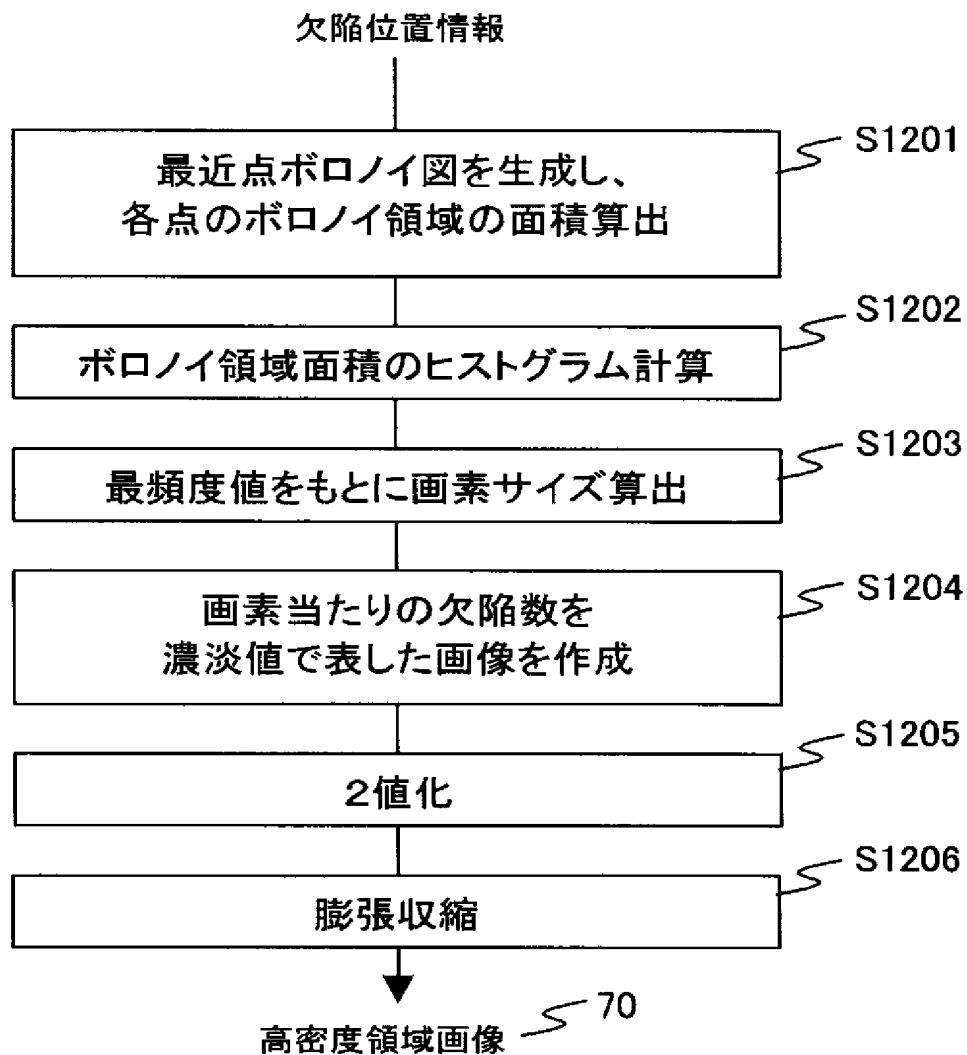 欠陥位置情報
S1201
最近点ボロノイ図を生成し、
各点のボロノイ領域の面積算出
S1202
ボロノイ領域面積のヒストグラム計算
S1203
最頻度値をもとに画素サイズ算出
S1204
画素当たりの欠陥数を
濃淡値で表した画像を作成
S1205
２値化
S1206
膨張収縮
70
高密度領域画像